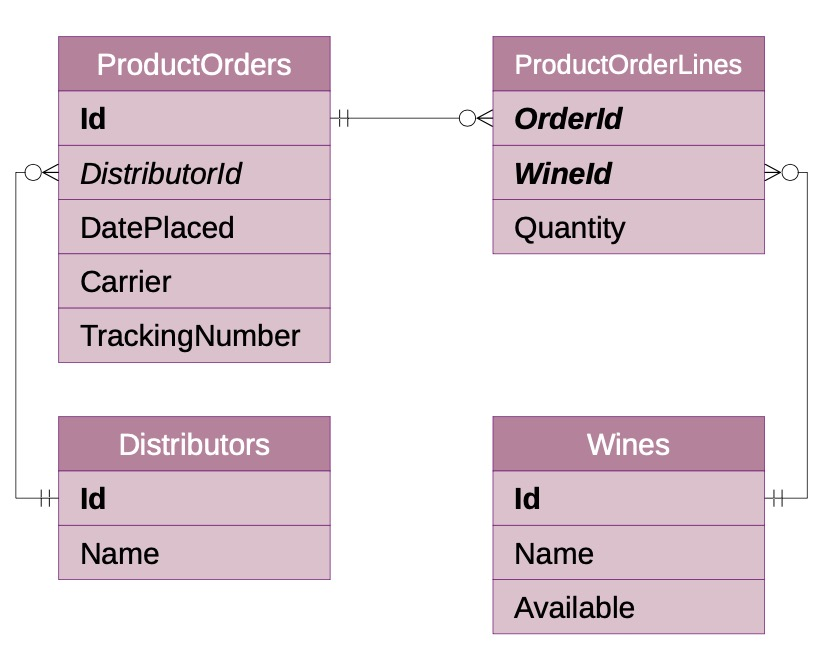 ProductOrders
Id
DistributorId
DatePlaced
Carrier
TrackingNumber
ProductOrderLines
OrderId
WineId
Quantity
Distributors
Id
Name
Wines
Id
Name
Available